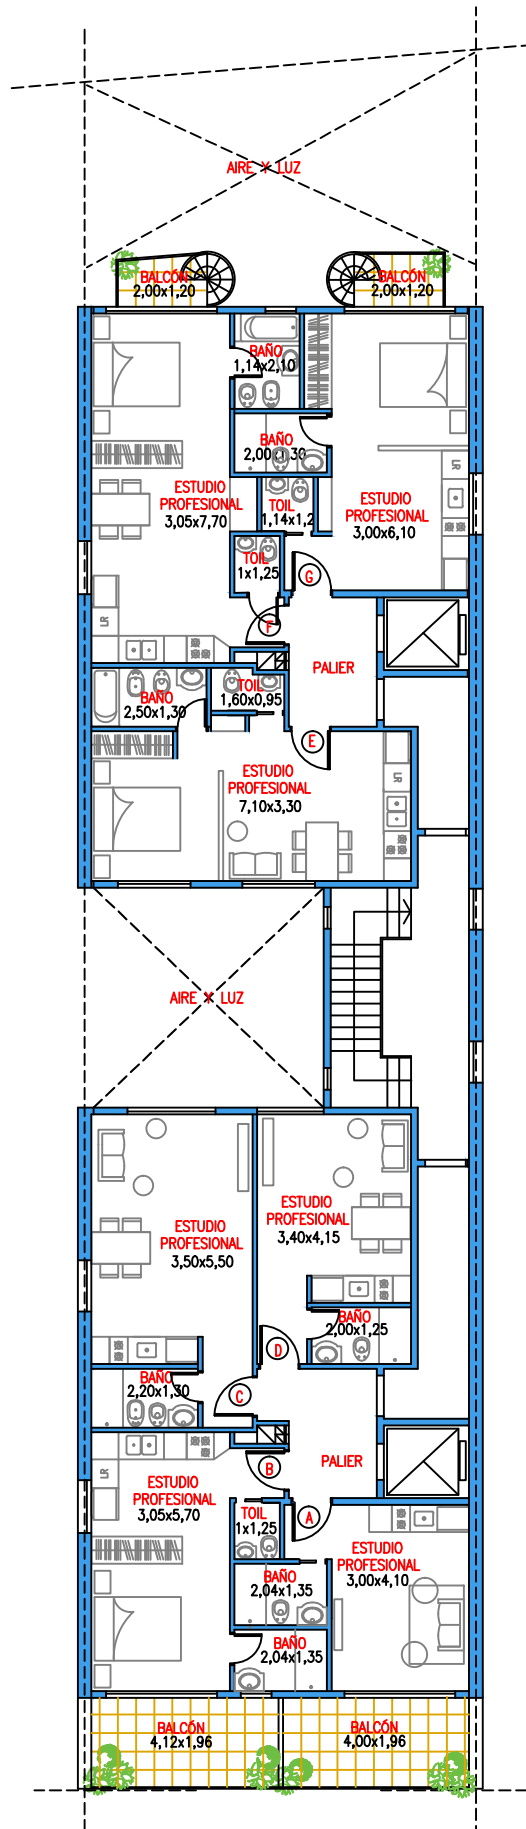 AIRE Y LUZ
BALCÓN
2,00x1,20
BALCÓN
2,00x1,20
BAÑO
1,14x2,10
BAÑO
2,00x1,30
LR
ESTUDIO
PROFESIONAL
3,05x7,70
TOIL
1,14x1,2
ESTUDIO
PROFESIONAL
3,00x6,10
TOIL
1x1,25
G
LR
F
PALIER
BAÑO
2,50x1,30
TOIL
1,60x0,95
E
ESTUDIO
PROFESIONAL
7,10x3,30
LR
AIRE Y LUZ
ESTUDIO
PROFESIONAL
3,50x5,50
ESTUDIO
PROFESIONAL
3,40x4,15
BAÑO
2,00x1,25
D
BAÑO
2,20x1,30
C
LR
B
PALIER
ESTUDIO
PROFESIONAL
3,05x5,70
TOIL
1x1,25
A
ESTUDIO
PROFESIONAL
3,00x4,10
BAÑO
2,04x1,35
BAÑO
2,04x1,35
BALCÓN
4,12x1,96
BALCÓN
4,00x1,96